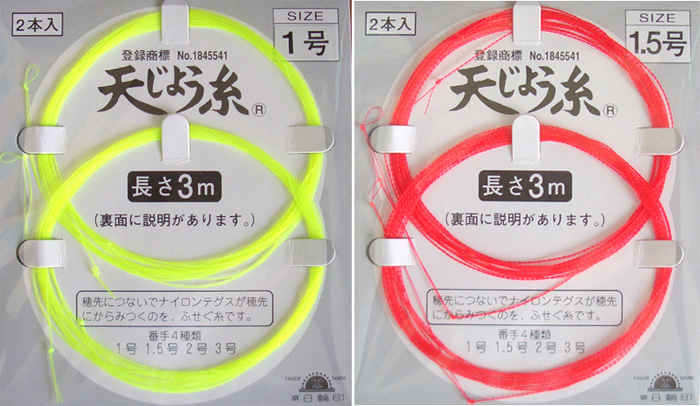 2本入
SIZE
1号
登録商標 No.1845541
天じょう糸
®
長さ3m
(裏面に説明があります。)
穂先につないでナイロンテグスが穂先
にからみつくのを、ふせぐ糸です。
番手4種類
1号 1.5号 2号 3号
TRADE MARK
日輪印
2本入
SIZE
1.5号
登録商標 No.1845541
天じょう糸
®
長さ3m
(裏面に説明があります。)
穂先につないでナイロンテグスが穂先
にからみつくのを、ふせぐ糸です。
番手4種類
1号 1.5号 2号 3号
TRADE MARK
日輪印